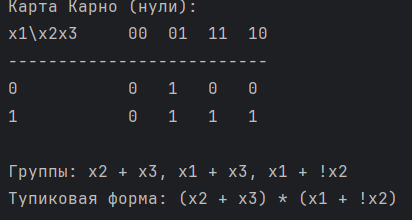 Карта Карно (нули):
x1\x2x3 00 01 11 10
---------------------------
0 0 1 0 0
1 0 1 1 1
Группы: x2 + x3, x1 + x3, x1 + !x2
Тупиковая форма: (x2 + x3) * (x1 + !x2)